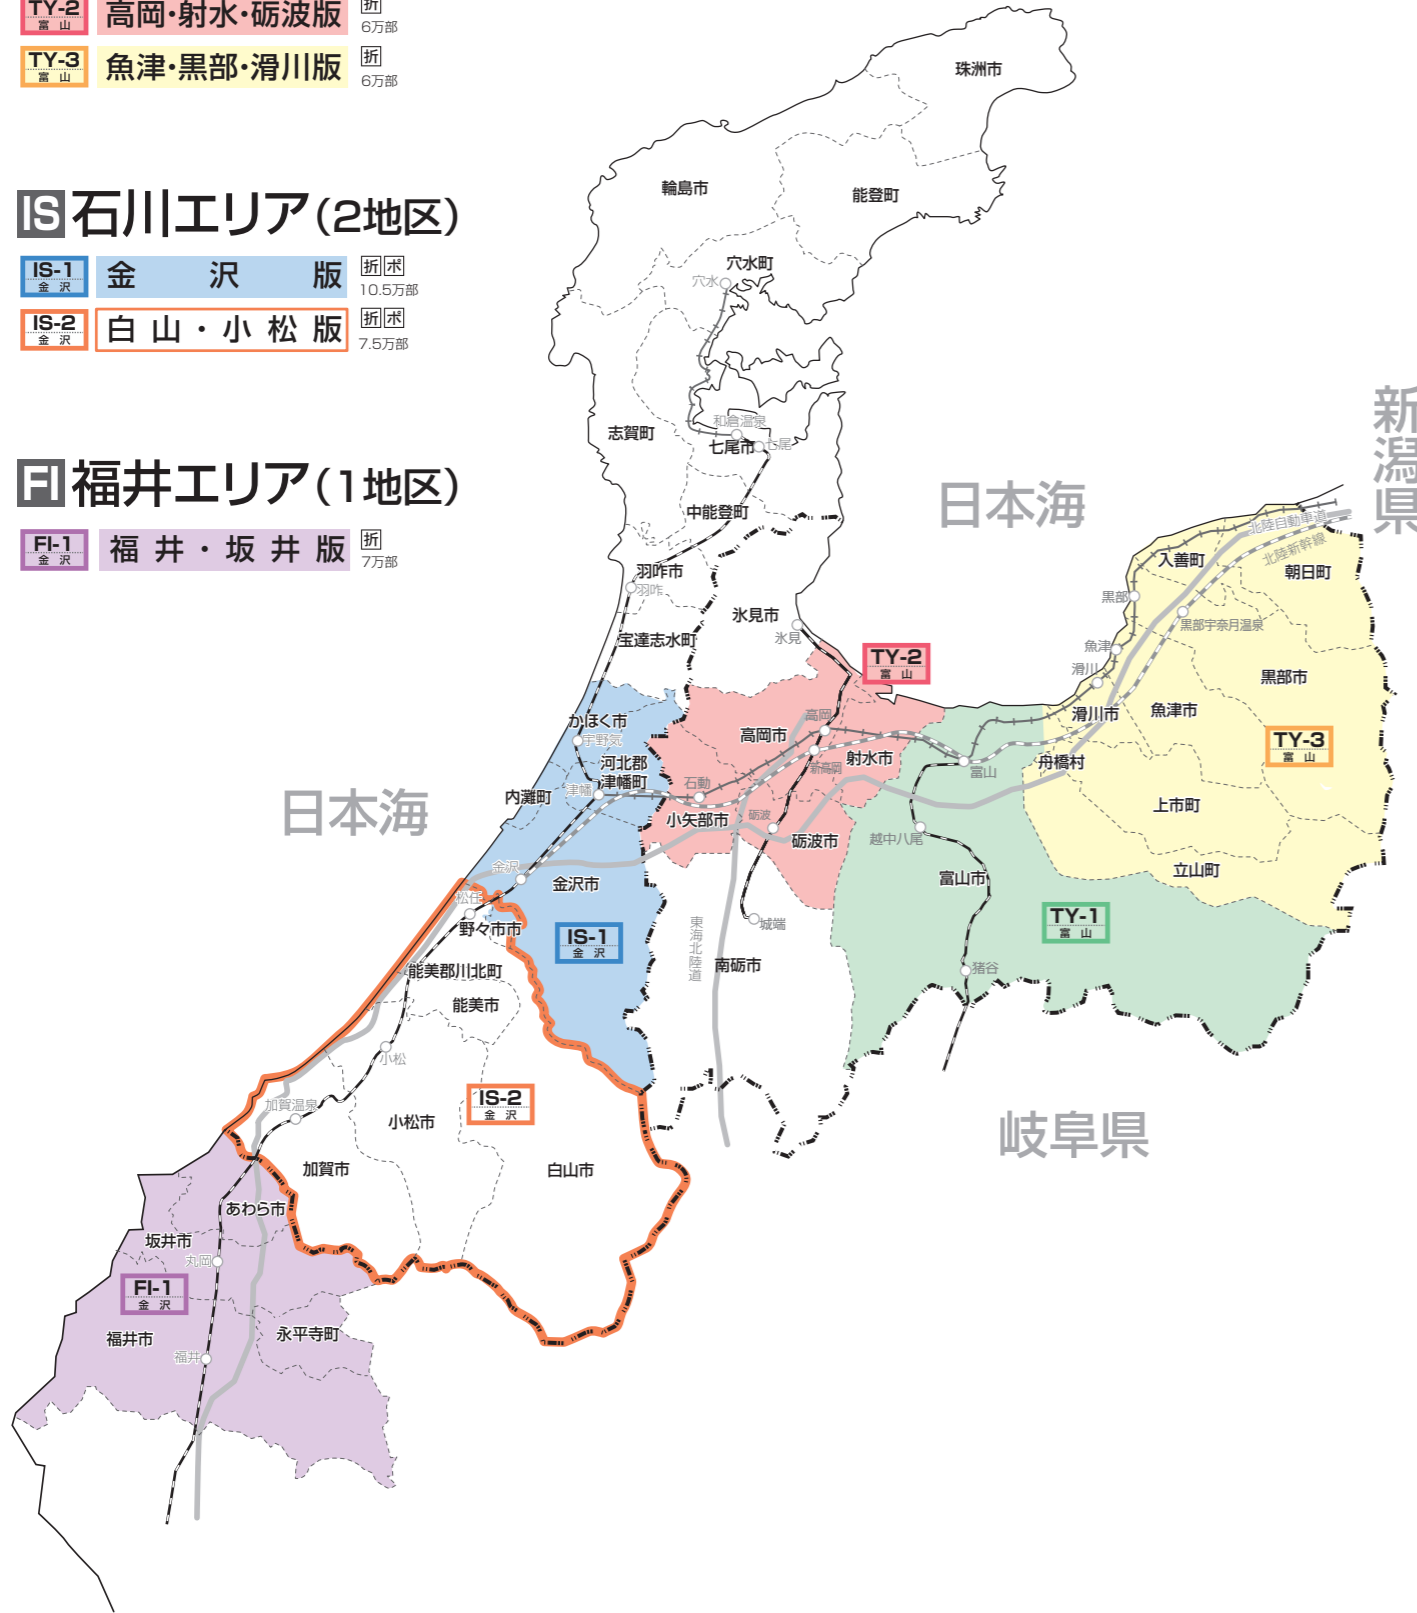 TY-2
富山
高岡・射水・砺波版
折
6万部
TY-3
富山
魚津・黒部・滑川版
折
6万部
IS 石川エリア（2地区）
IS-1
金沢
金沢版
折 ポ
10.5万部
IS-2
金沢
白山・小松版
折 ポ
7.5万部
FI 福井エリア（1地区）
FI-1
金沢
福井・坂井版
折
7万部
珠洲市
輪島市
能登町
穴水町
穴水
志賀町
和倉温泉
七尾市
七尾
中能登町
日本海
新潟県
羽咋市
羽咋
宝達志水町
氷見市
氷見
北陸自動車道
北陸新幹線
入善町
朝日町
黒部
黒部宇奈月温泉
魚津
滑川
黒部市
魚津市
滑川市
TY-2
富山
TY-3
富山
かほく市
宇野気
河北郡
津幡町
津幡
内灘町
高岡市
高岡
新高岡
射水市
石動
小矢部市
砺波
砺波市
富山
舟橋村
上市町
立山町
越中八尾
富山市
TY-1
富山
猪谷
日本海
金沢
金沢市
松任
野々市市
IS-1
金沢
東海北陸道
城端
南砺市
能美郡川北町
能美市
小松
IS-2
金沢
加賀温泉
小松市
白山市
加賀市
岐阜県
あわら市
坂井市
丸岡
FI-1
金沢
福井市
永平寺町
福井